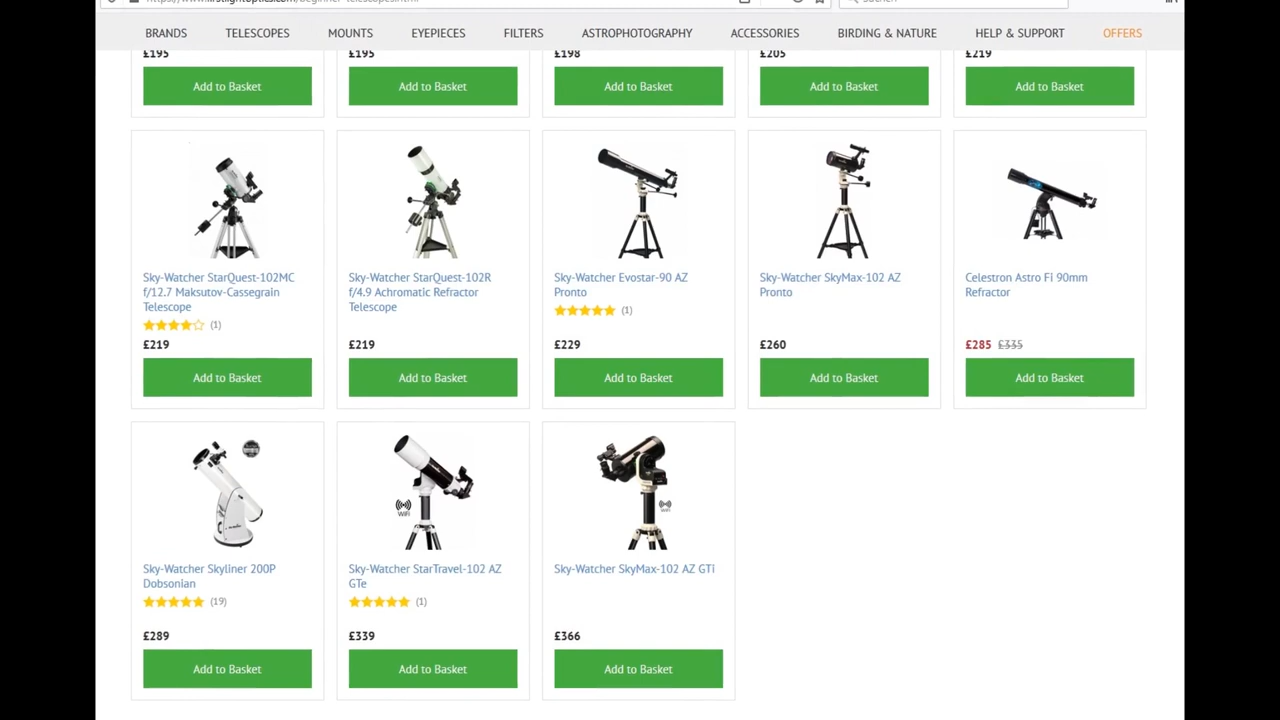 BRANDS TELESCOPES MOUNTS EYEPIECES FILTERS ASTROPHOTOGRAPHY ACCESSORIES BIRDING & NATURE HELP & SUPPORT OFFERS
£195 £195 £198 £205 £219
Add to Basket Add to Basket Add to Basket Add to Basket Add to Basket
Sky-Watcher StarQuest-102MC
f/12.7 Maksutov-Cassegrain
Telescope
(1)
£219
Add to Basket
Sky-Watcher StarQuest-102R
f/4.9 Achromatic Refractor
Telescope
£219
Add to Basket
Sky-Watcher Evostar-90 AZ
Pronto
(1)
£229
Add to Basket
Sky-Watcher SkyMax-102 AZ
Pronto
£260
Add to Basket
Celestron Astro Fi 90mm
Refractor
£285 £335
Add to Basket
Sky-Watcher Skyliner 200P
Dobsonian
(19)
£289
Add to Basket
WiFi
Sky-Watcher StarTravel-102 AZ
GTe
(1)
£339
Add to Basket
WiFi
Sky-Watcher SkyMax-102 AZ GTi
£366
Add to Basket